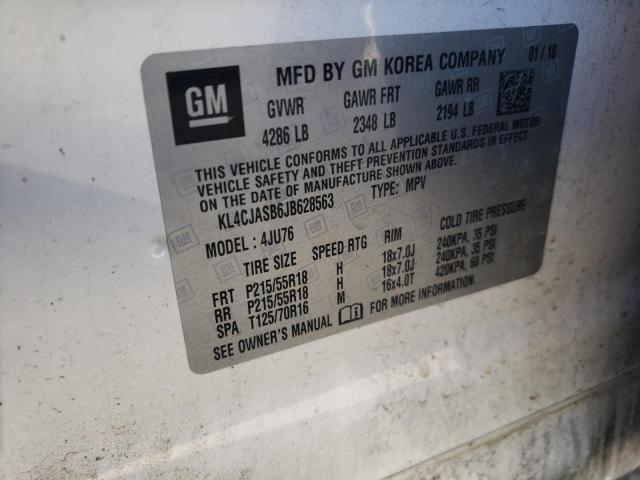 GM
MFD BY GM KOREA COMPANY 01/18
GVWR GAWR FRT GAWR RR
4286 LB 2348 LB 2194 LB
THIS VEHICLE CONFORMS TO ALL APPLICABLE U.S. FEDERAL MOTOR
VEHICLE SAFETY AND THEFT PREVENTION STANDARDS IN EFFECT
ON THE DATE OF MANUFACTURE SHOWN ABOVE.
KL4CJASB6JB628563 TYPE: MPV
MODEL: 4JU76
TIRE SIZE SPEED RTG RIM COLD TIRE PRESSURE
FRT P215/55R18 H 18x7.0J 240KPA, 35 PSI
RR P215/55R18 H 18x7.0J 240KPA, 35 PSI
SPA T125/70R16 M 16x4.0T 420KPA, 60 PSI
SEE OWNER'S MANUAL FOR MORE INFORMATION.